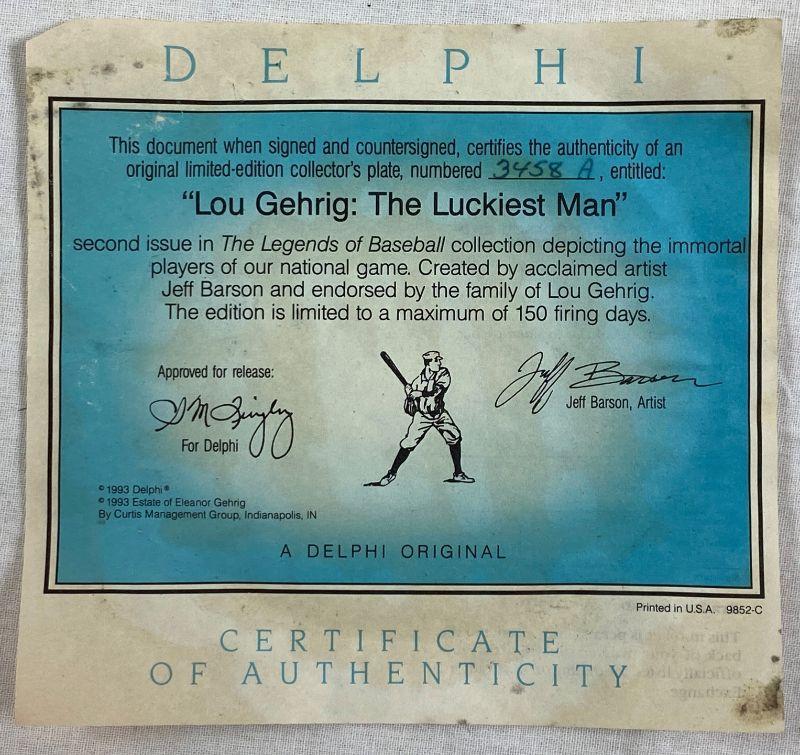 DELPHI
This document when signed and countersigned, certifies the authenticity of an
original limited-edition collector's plate, numbered 3458 A, entitled:
"Lou Gehrig: The Luckiest Man"
second issue in The Legends of Baseball collection depicting the immortal
players of our national game. Created by acclaimed artist
Jeff Barson and endorsed by the family of Lou Gehrig.
The edition is limited to a maximum of 150 firing days.
Approved for release:
For Delphi
Jeff Barson
Jeff Barson, Artist
© 1993 Delphi®
© 1993 Estate of Eleanor Gehrig
By Curtis Management Group, Indianapolis, IN
A DELPHI ORIGINAL
Printed in U.S.A. 9852-C
CERTIFICATE
OF AUTHENTICITY